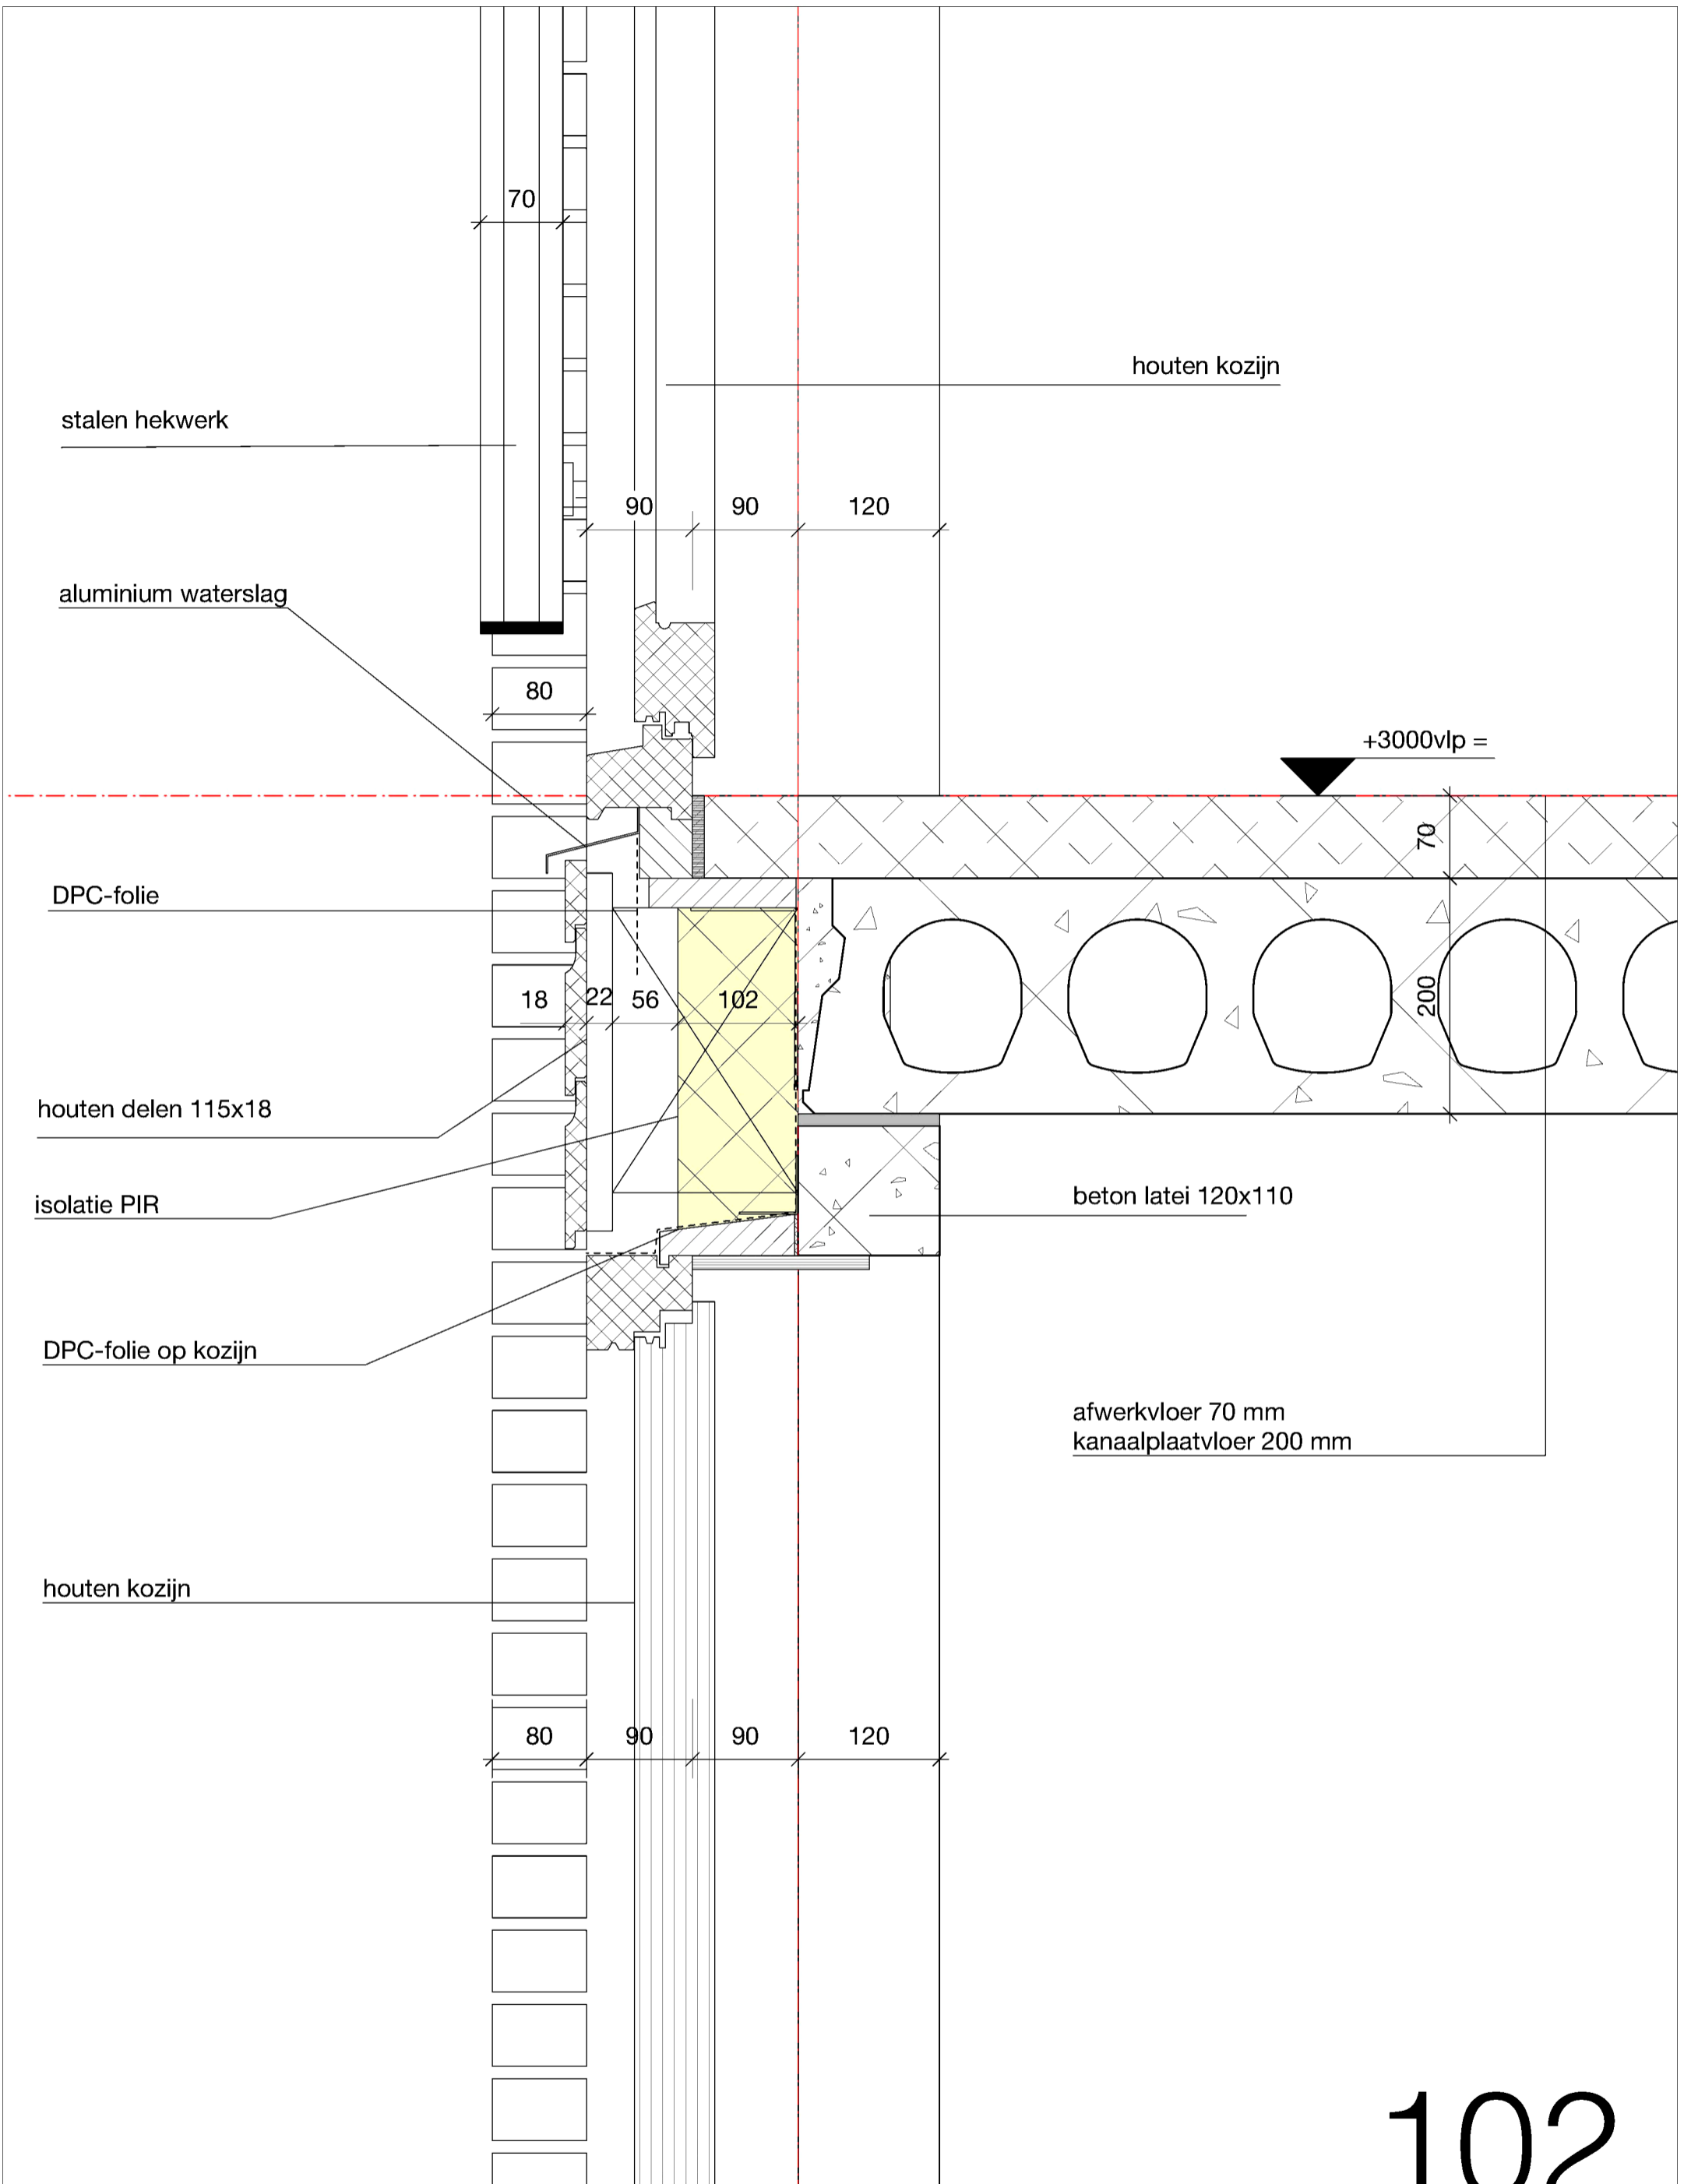 70
houten kozijn
stalen hekwerk
90
90
120
aluminium waterslag
80
+3000vlp =
70
DPC-folie
18
22
56
102
200
houten delen 115x18
isolatie PIR
beton latei 120x110
DPC-folie op kozijn
afwerkvloer 70 mm
kanaalplaatvloer 200 mm
houten kozijn
80
90
90
120
102